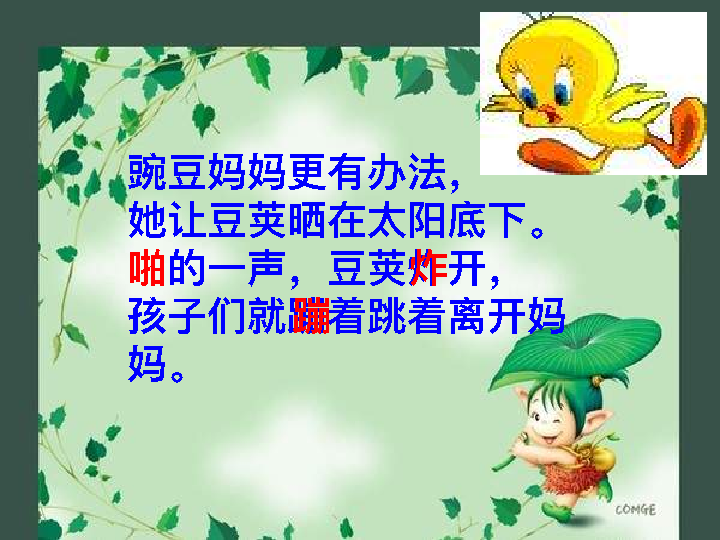 豌豆妈妈更有办法，
她让豆荚晒在太阳底下。
啪的一声，豆荚炸开，
孩子们就蹦着跳着离开妈
妈。
COMGE